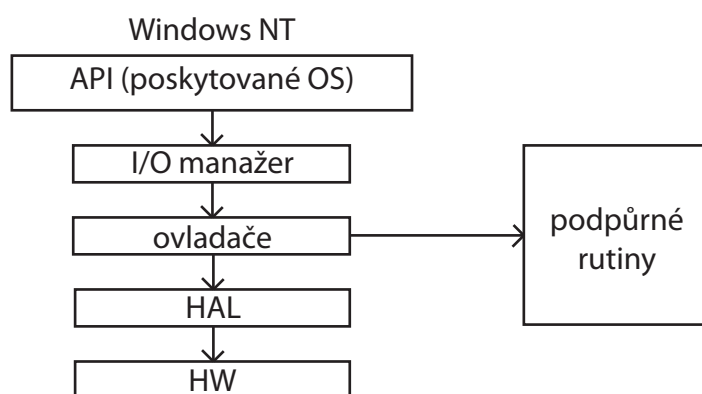 Windows NT
API (poskytované OS)
I/O manažer
ovladače
podpůrné
rutiny
HAL
HW